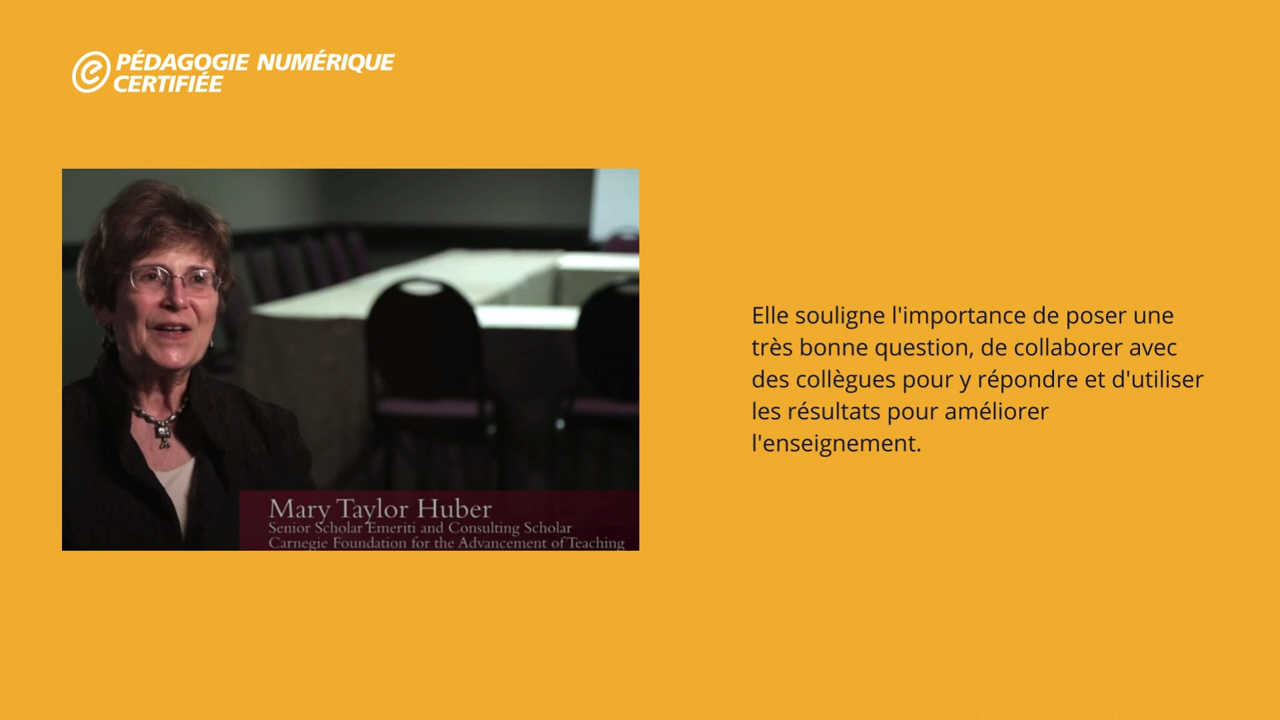 PÉDAGOGIE NUMÉRIQUE
CERTIFIÉE
Mary Taylor Huber
Senior Scholar Emeriti and Consulting Scholar
Carnegie Foundation for the Advancement of Teaching
Elle souligne l'importance de poser une
très bonne question, de collaborer avec
des collègues pour y répondre et d'utiliser
les résultats pour améliorer
l'enseignement.